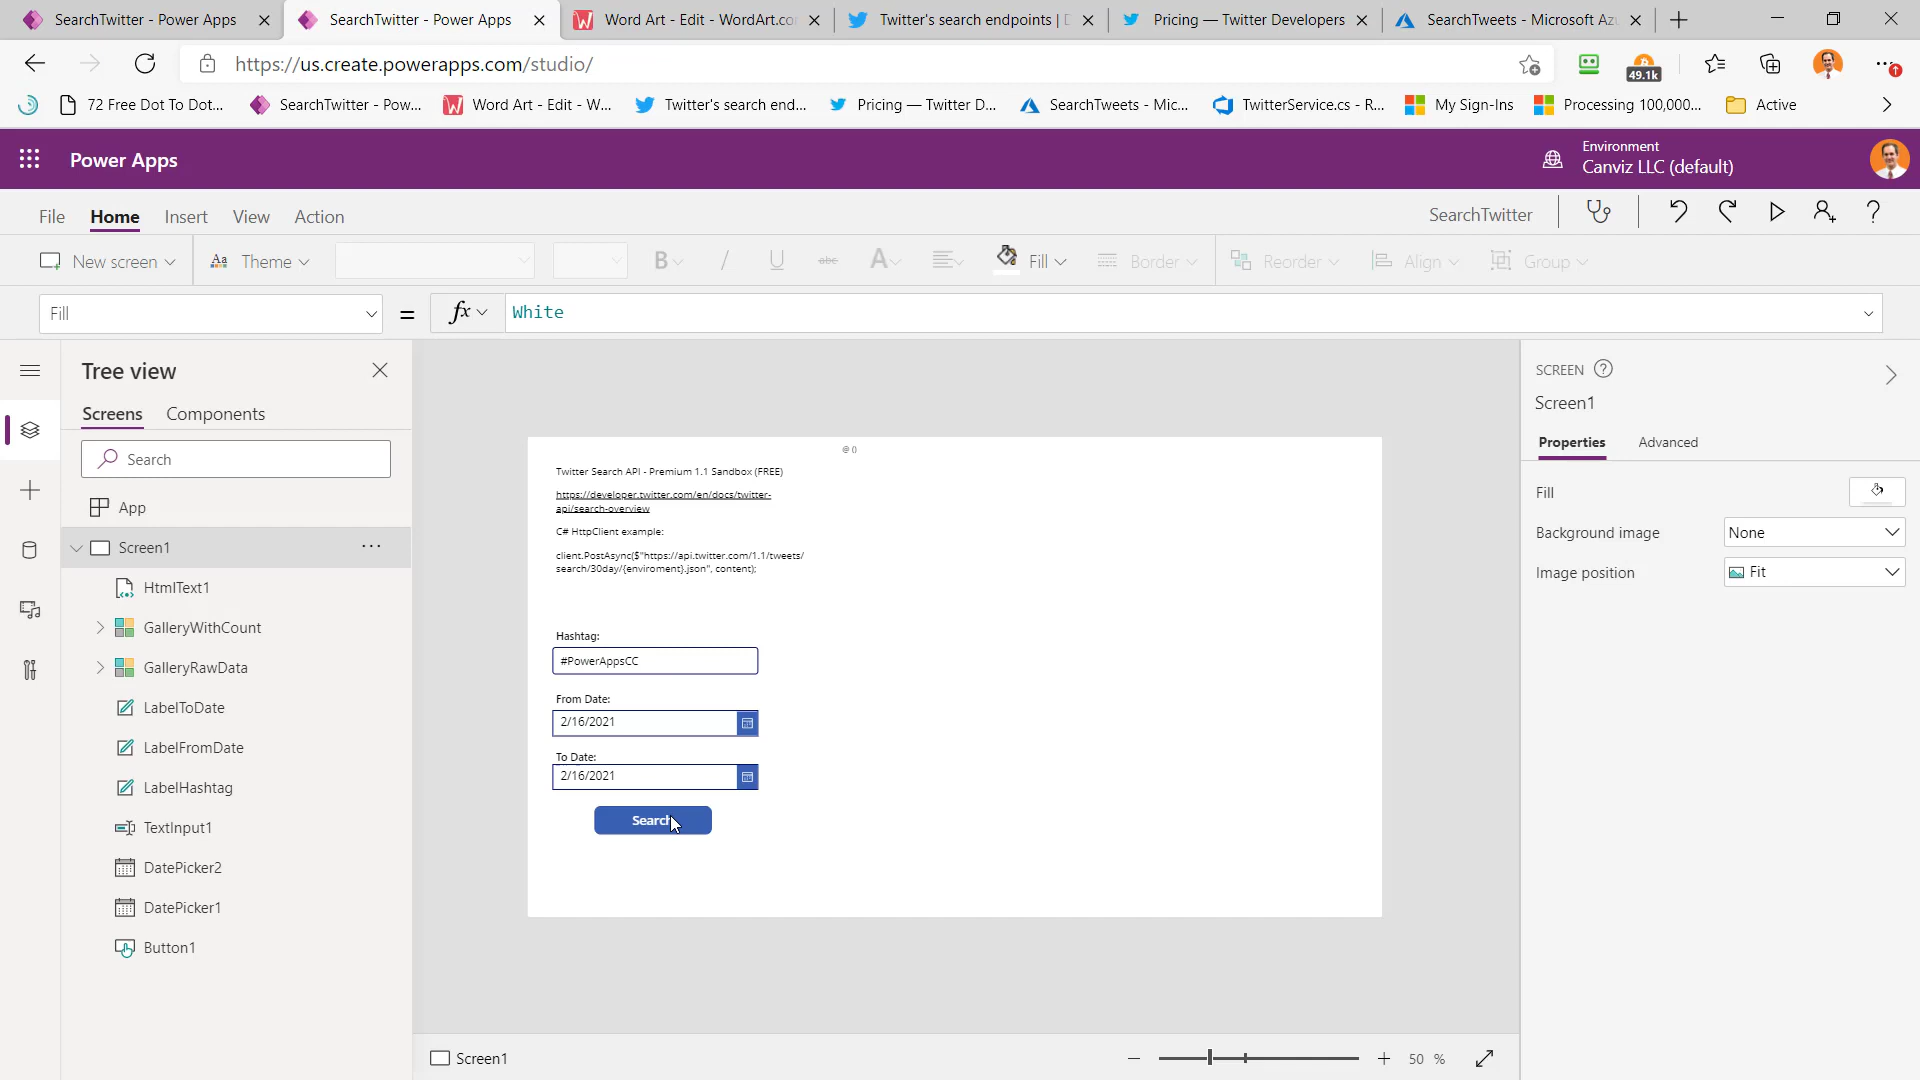 SearchTwitter - Power Apps
SearchTwitter - Power Apps
Word Art - Edit - WordArt.co
Twitter's search endpoints | D
Pricing — Twitter Developers
SearchTweets - Microsoft Az
https://us.create.powerapps.com/studio/
49.1k
72 Free Dot To Dot...
SearchTwitter - Pow...
Word Art - Edit - W...
Twitter's search end...
Pricing — Twitter D...
SearchTweets - Mic...
TwitterService.cs - R...
My Sign-Ins
Processing 100,000...
Active
Power Apps
Environment
Canviz LLC (default)
File
Home
Insert
View
Action
SearchTwitter
New screen
Theme
B
/
U
abc
A
Fill
Border
Reorder
Align
Group
Fill
=
fx
White
Tree view
Screens
Components
Search
App
Screen1
HtmlText1
GalleryWithCount
GalleryRawData
LabelToDate
LabelFromDate
LabelHashtag
TextInput1
DatePicker2
DatePicker1
Button1
@ ()
Twitter Search API - Premium 1.1 Sandbox (FREE)
https://developer.twitter.com/en/docs/twitter-
api/search-overview
C# HttpClient example:
client.PostAsync($"https://api.twitter.com/1.1/tweets/
search/30day/{enviroment}.json", content);
Hashtag:
#PowerAppsCC
From Date:
2/16/2021
To Date:
2/16/2021
Search
SCREEN
Screen1
Properties
Advanced
Fill
Background image
None
Image position
Fit
Screen1
50 %